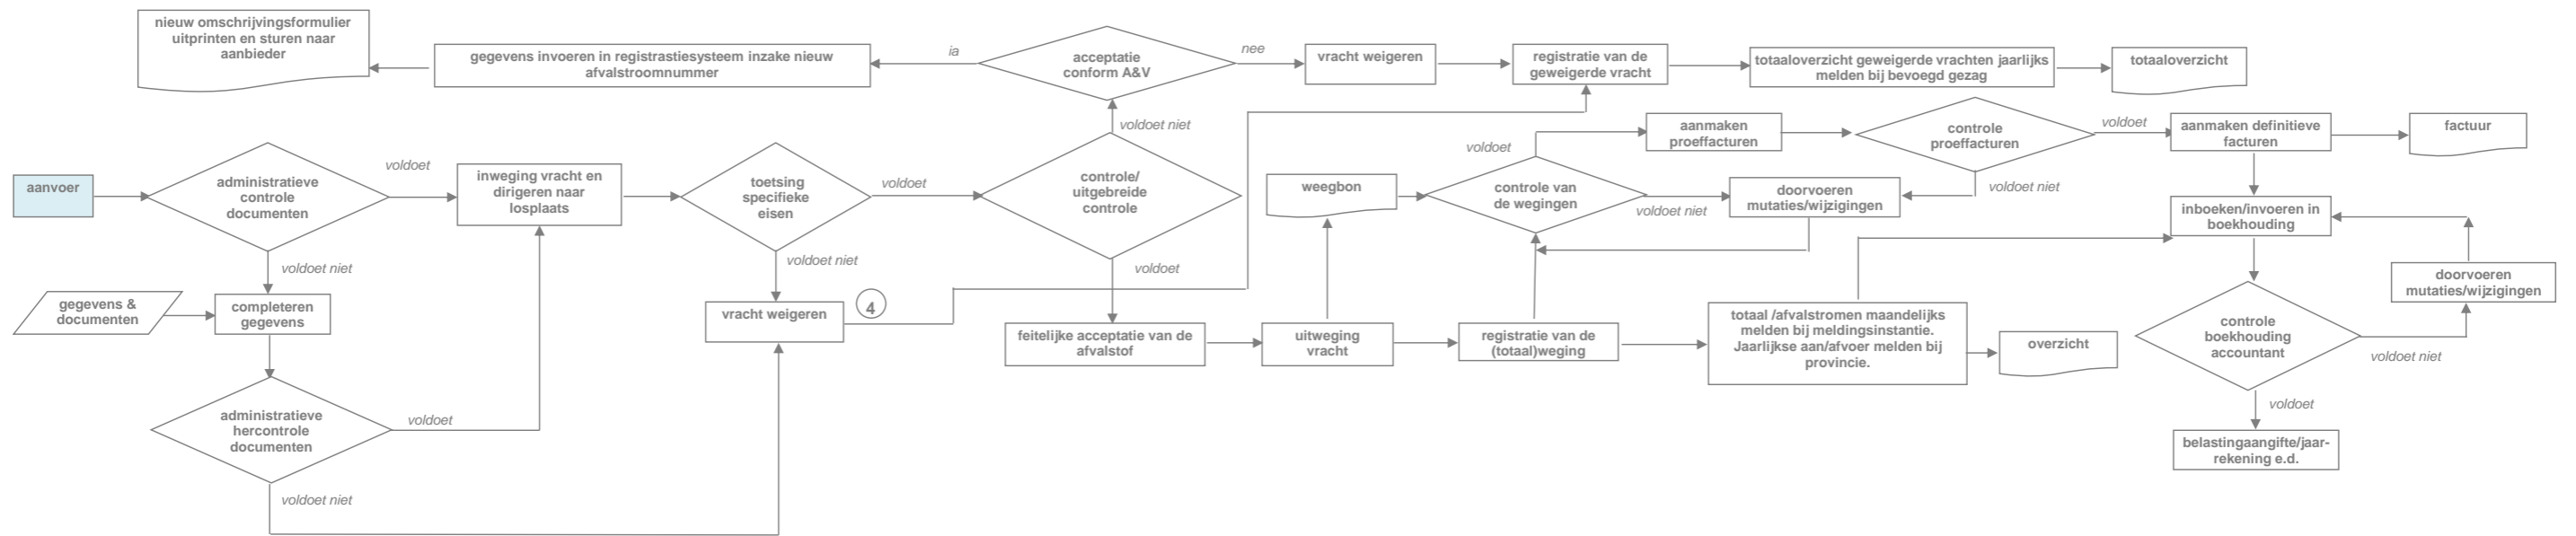 nieuw omschrijvingsformulier
uitprinten en sturen naar
aanbieder
gegevens invoeren in registrastiesysteem inzake nieuw
afvalstroomnummer
ia
acceptatie
conform A&V
nee
vracht weigeren
registratie van de
geweigerde vracht
totaaloverzicht geweigerde vrachten jaarlijks
melden bij bevoegd gezag
totaaloverzicht
voldoet niet
aanvoer
administratieve
controle
documenten
voldoet
inweging vracht en
dirigeren naar
losplaats
toetsing
specifieke
eisen
voldoet
controle/
uitgebreide
controle
weegbon
voldoet
controle van
de wegingen
aanmaken
proeffacturen
controle
proeffacturen
voldoet
aanmaken definitieve
facturen
factuur
voldoet niet
doorvoeren
mutaties/wijzigingen
voldoet niet
inboeken/invoeren in
boekhouding
voldoet niet
voldoet niet
voldoet
gegevens &
documenten
completeren
gegevens
vracht weigeren
4
feitelijke acceptatie van de
afvalstof
uitweging
vracht
registratie van de
(totaal)weging
totaal /afvalstromen maandelijks
melden bij meldingsinstantie.
Jaarlijkse aan/afvoer melden bij
provincie.
overzicht
controle
boekhouding
accountant
doorvoeren
mutaties/wijzigingen
voldoet niet
administratieve
hercontrole
documenten
voldoet
voldoet
belastingaangifte/jaar-
rekening e.d.
voldoet niet